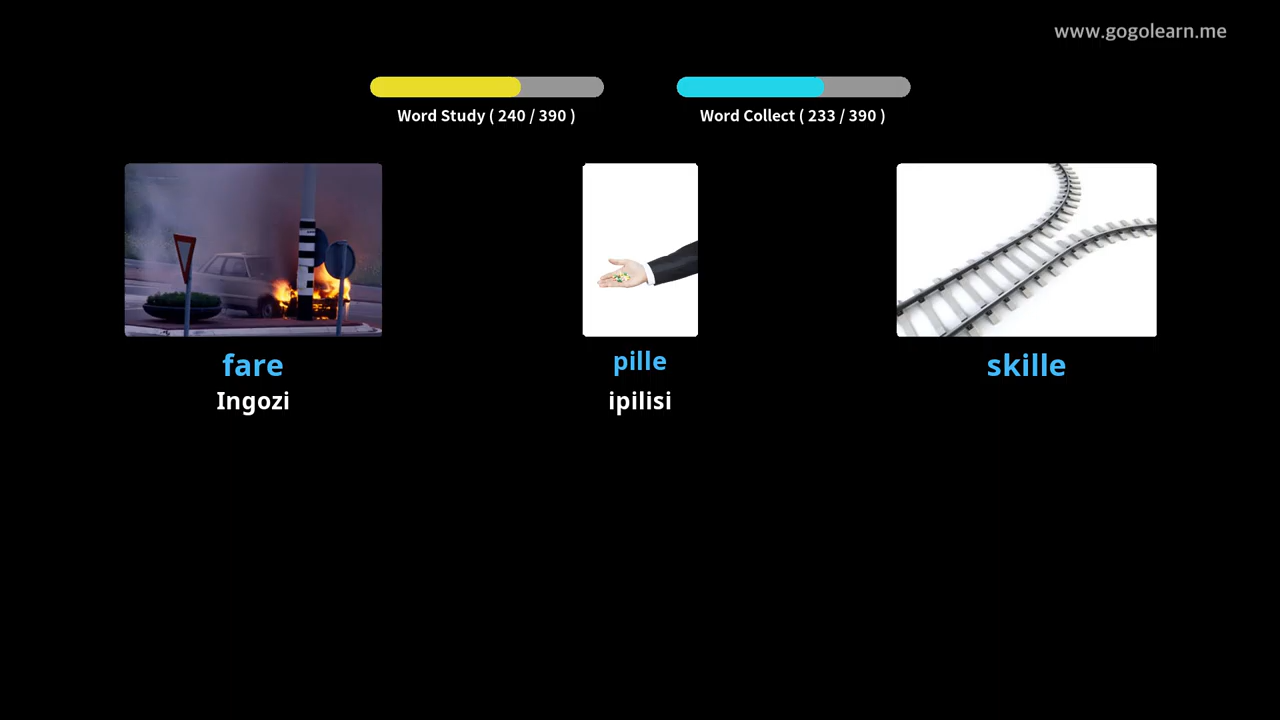 www.gogolearn.me
Word Study ( 240 / 390 )
Word Collect ( 233 / 390 )
fare
Ingozi
pille
ipilisi
skille